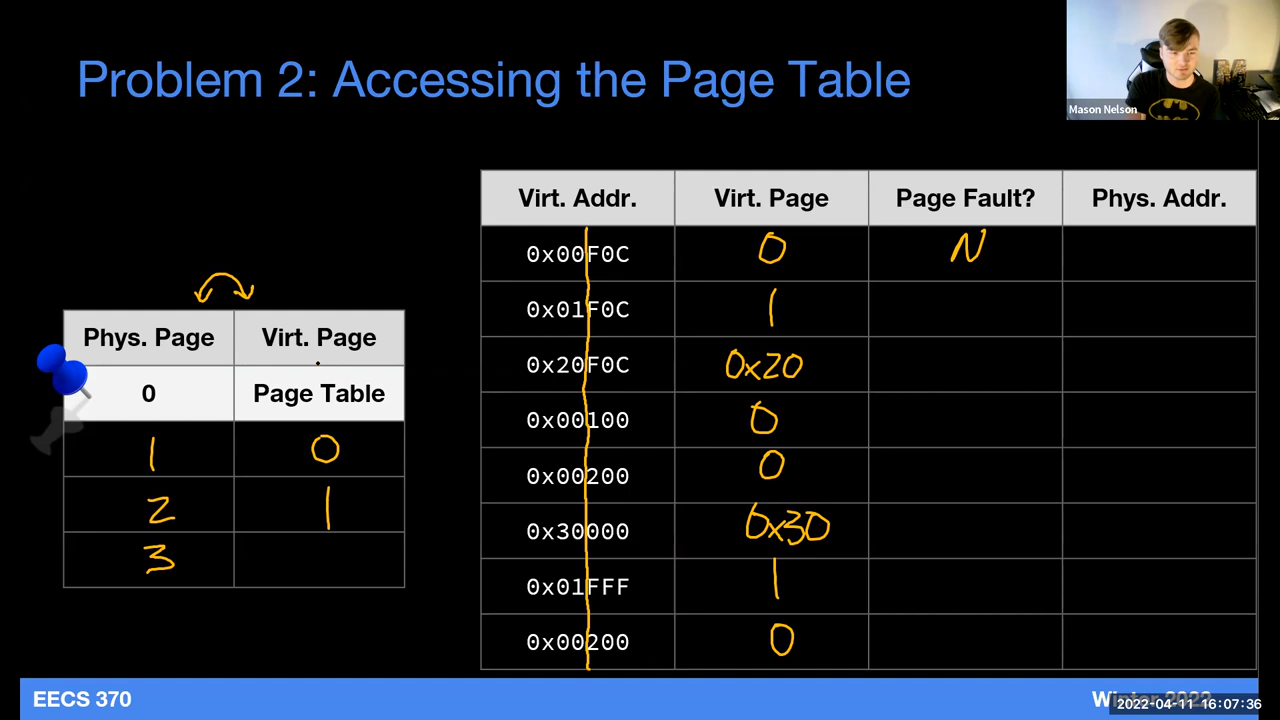 Problem 2: Accessing the Page Table
Mason Nelson
Phys. Page Virt. Page
0 Page Table
1 0
2 1
3
Virt. Addr. Virt. Page Page Fault? Phys. Addr.
0x00F0C 0 N
0x01F0C 1
0x20F0C 0x20
0x00100 0
0x00200 0
0x30000 0x30
0x01FFF 1
0x00200 0
EECS 370
Winter 2022
2022-04-11 16:07:36